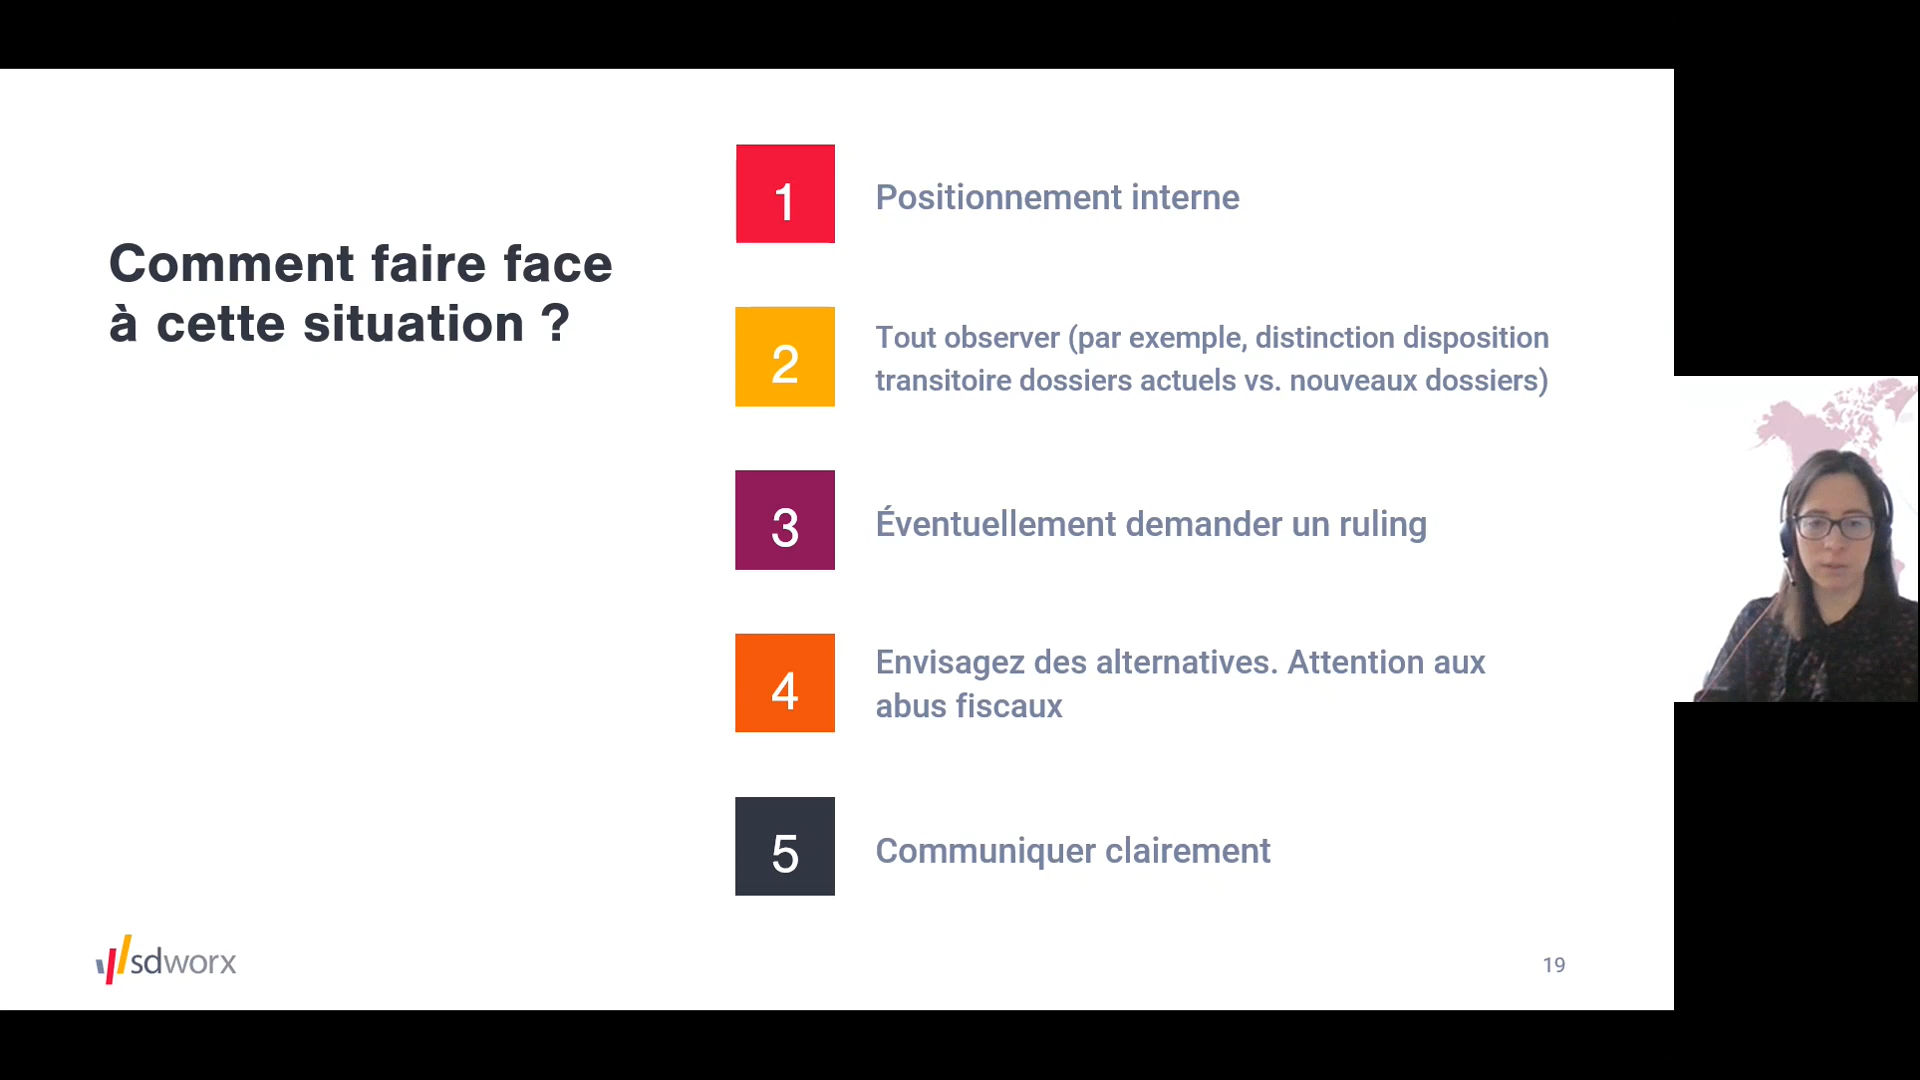 Comment faire face
à cette situation ?
1
Positionnement interne
2
Tout observer (par exemple, distinction disposition
transitoire dossiers actuels vs. nouveaux dossiers)
3
Éventuellement demander un ruling
4
Envisagez des alternatives. Attention aux
abus fiscaux
5
Communiquer clairement
sdworx
19